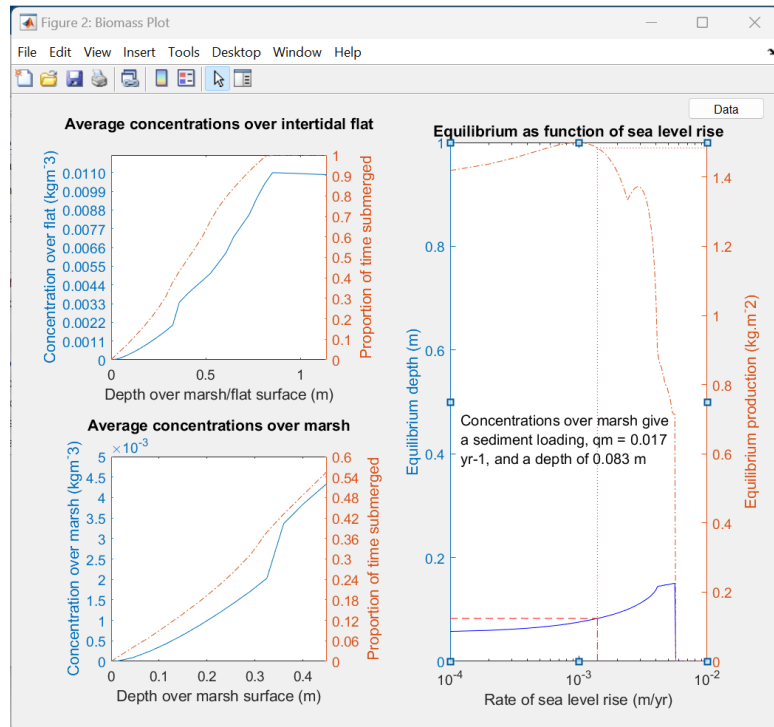 Figure 2: Biomass Plot
File Edit View Insert Tools Desktop Window Help
Data
Average concentrations over intertidal flat
Concentration over flat (kgm-3)
0.0110
0.0099
0.0088
0.0077
0.0066
0.0055
0.0044
0.0033
0.0022
0.0011
0
1
0.9
0.8
0.7
0.6
0.5
0.4
0.3
0.2
0.1
0
Proportion of time submerged
0 0.5 1
Depth over marsh/flat surface (m)
Average concentrations over marsh
×10-3
Concentration over marsh (kgm-3)
5
4.5
4
3.5
3
2.5
2
1.5
1
0.5
0
0.6
0.54
0.48
0.42
0.36
0.3
0.24
0.18
0.12
0.06
0
Proportion of time submerged
0 0.1 0.2 0.3 0.4
Depth over marsh surface (m)
Equilibrium as function of sea level rise
Equilibrium depth (m)
1
0.8
0.6
0.4
0.2
0
Concentrations over marsh give
a sediment loading, qm = 0.017
yr-1, and a depth of 0.083 m
1.4
1.2
1
0.8
0.6
0.4
0.2
0
Equilibrium production (kg.m-2)
10-4 10-3 10-2
Rate of sea level rise (m/yr)